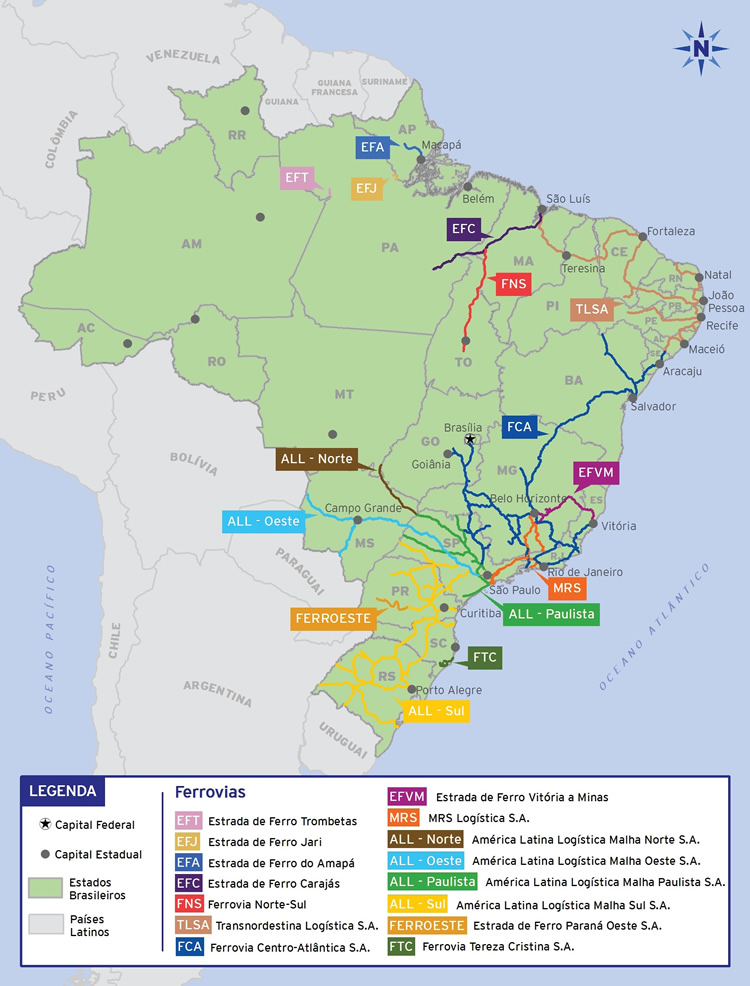 N
VENEZUELA
COLÔMBIA
GUIANA
GUIANA
FRANCESA
SURINAME
RR
AP
EFA
Macapá
EFT
EFJ
Belém
São Luís
EFC
Fortaleza
AM
PA
MA
CE
Teresina
RN
Natal
FNS
PI
TLSA
PB
João
Pessoa
PE
Recife
AC
RO
TO
AL
Maceió
SE
Aracaju
PERU
MT
BA
Salvador
Brasília
FCA
GO
Goiânia
ALL - Norte
BOLÍVIA
MG
EFVM
Belo Horizonte
ES
ALL - Oeste
Campo Grande
Vitória
MS
SP
RJ
Rio de Janeiro
PARAGUAI
São Paulo
MRS
PR
ALL - Paulista
FERROESTE
Curitiba
OCEANO PACÍFICO
OCEANO ATLÂNTICO
CHILE
SC
FTC
RS
Porto Alegre
ARGENTINA
ALL - Sul
URUGUAI
LEGENDA
Capital Federal
Capital Estadual
Estados
Brasileiros
Países
Latinos
Ferrovias
EFT Estrada de Ferro Trombetas
EFJ Estrada de Ferro Jari
EFA Estrada de Ferro do Amapá
EFC Estrada de Ferro Carajás
FNS Ferrovia Norte-Sul
TLSA Transnordestina Logística S.A.
FCA Ferrovia Centro-Atlântica S.A.
EFVM Estrada de Ferro Vitória a Minas
MRS MRS Logística S.A.
ALL - Norte América Latina Logística Malha Norte S.A.
ALL - Oeste América Latina Logística Malha Oeste S.A.
ALL - Paulista América Latina Logística Malha Paulista S.A.
ALL - Sul América Latina Logística Malha Sul S.A.
FERROESTE Estrada de Ferro Paraná Oeste S.A.
FTC Ferrovia Tereza Cristina S.A.